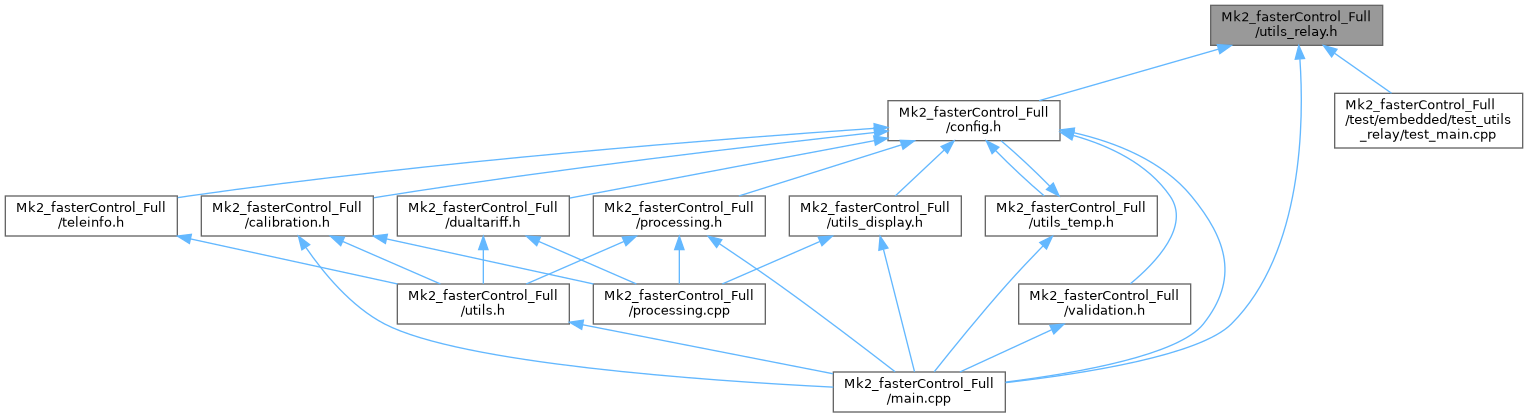 Mk2_fasterControl_Full
/utils_relay.h
Mk2_fasterControl_Full
/config.h
Mk2_fasterControl_Full
/test/embedded/test_utils
_relay/test_main.cpp
Mk2_fasterControl_Full
/teleinfo.h
Mk2_fasterControl_Full
/calibration.h
Mk2_fasterControl_Full
/dualtariff.h
Mk2_fasterControl_Full
/processing.h
Mk2_fasterControl_Full
/utils_display.h
Mk2_fasterControl_Full
/utils_temp.h
Mk2_fasterControl_Full
/utils.h
Mk2_fasterControl_Full
/processing.cpp
Mk2_fasterControl_Full
/validation.h
Mk2_fasterControl_Full
/main.cpp